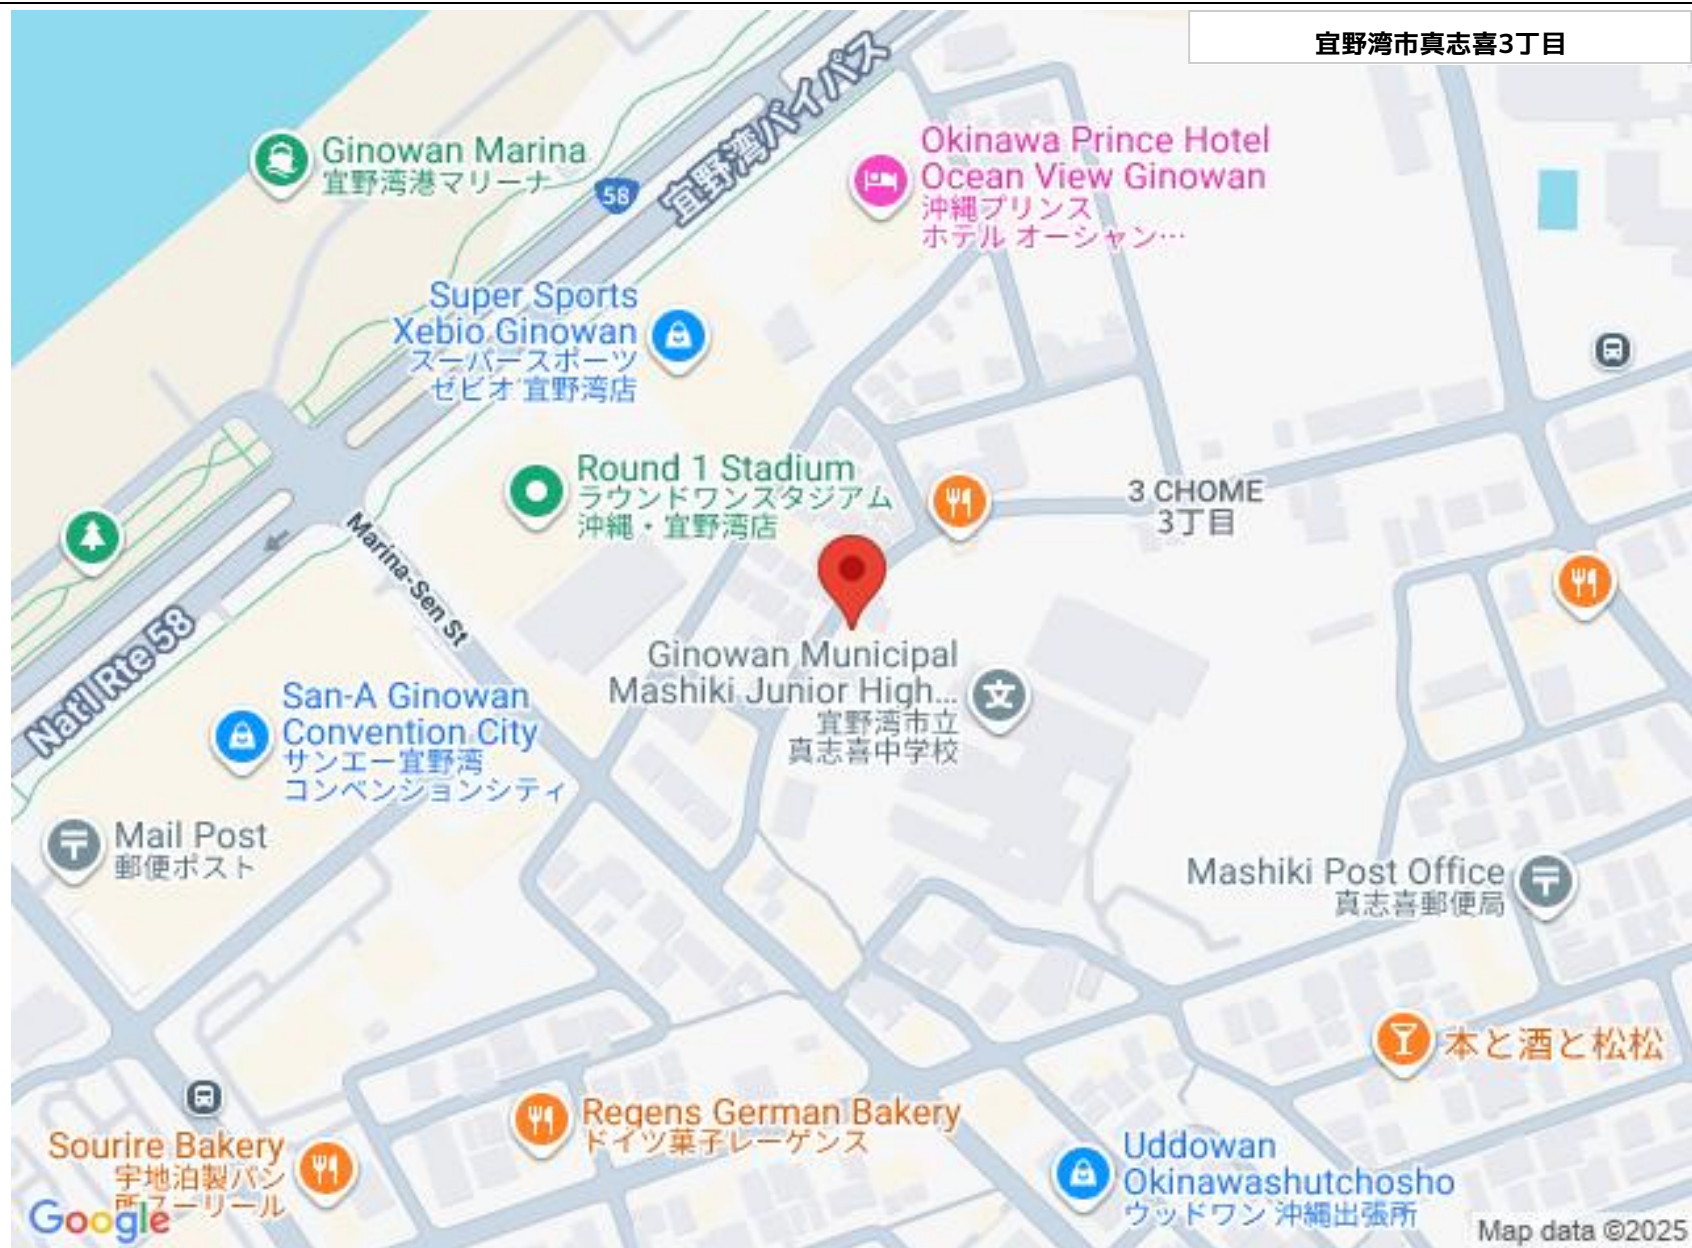 宜野湾市真志喜3丁目
宜野湾バイパス
Ginowan Marina
宜野湾港マリーナ
58
Okinawa Prince Hotel
Ocean View Ginowan
沖縄プリンス
ホテル オーシャン…
Super Sports
Xebio Ginowan
スーパースポーツ
ゼビオ 宜野湾店
Round 1 Stadium
ラウンドワンスタジアム
沖縄・宜野湾店
3 CHOME
3丁目
Marina-Sen St
Nat'l Rte 58
Ginowan Municipal
Mashiki Junior High...
宜野湾市立
真志喜中学校
San-A Ginowan
Convention City
サンエー宜野湾
コンベンションシティ
Mail Post
郵便ポスト
Mashiki Post Office
真志喜郵便局
本と酒と松松
Regens German Bakery
ドイツ菓子レーゲンス
Sourire Bakery
宇地泊製パン
所スーリール
Uddowan
Okinawashutchosho
ウッドワン 沖縄出張所
Google
Map data ©2025